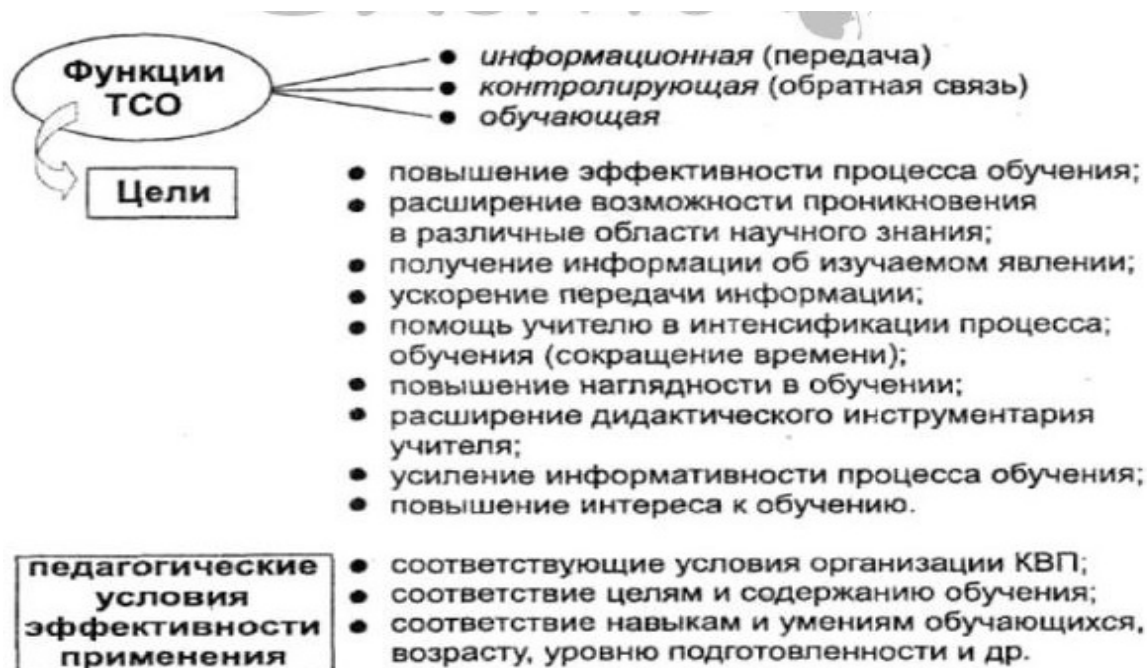 Функции
ТСО
• информационная (передача)
• контролирующая (обратная связь)
• обучающая
Цели
• повышение эффективности процесса обучения;
• расширение возможности проникновения
в различные области научного знания;
• получение информации об изучаемом явлении;
• ускорение передачи информации;
• помощь учителю в интенсификации процесса;
обучения (сокращение времени);
• повышение наглядности в обучении;
• расширение дидактического инструментария
учителя;
• усиление информативности процесса обучения;
• повышение интереса к обучению.
педагогические
условия
эффективности
применения
• соответствующие условия организации КВП;
• соответствие целям и содержанию обучения;
• соответствие навыкам и умениям обучающихся,
возрасту, уровню подготовленности и др.